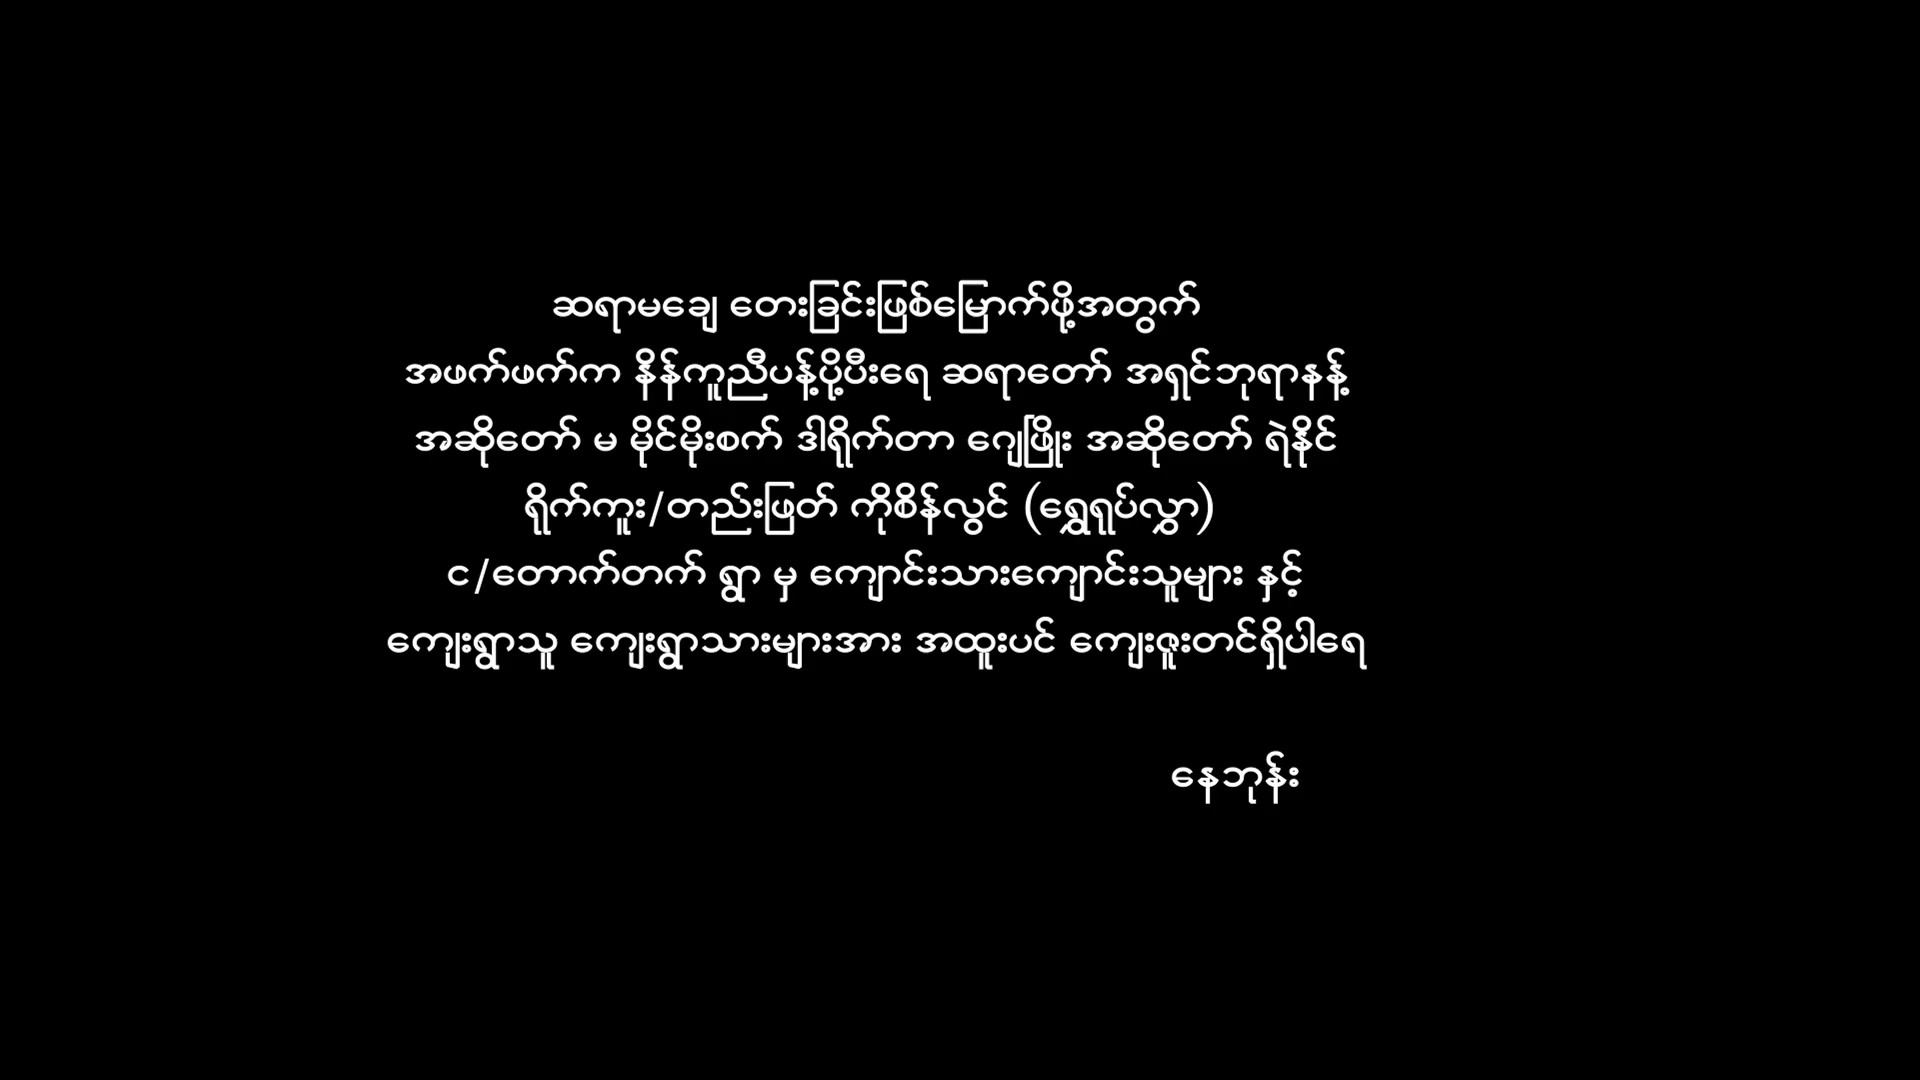 ဆရာမချေ တေးခြင်းဖြစ်မြောက်ဖို့အတွက်
အဖက်ဖက်က နိန်ကူညီပန့်ပို့ပီးရေ ဆရာတော် အရှင်ဘုရာနန့်
အဆိုတော် မ မိုင်မိုးစက် ဒါရိုက်တာ ဂျေဖြိုး အဆိုတော် ရဲနိုင်
ရိုက်ကူး/တည်းဖြတ် ကိုစိန်လွင် (ရွှေရုပ်လွှာ)
င/တောက်တက် ရွာ မှ ကျောင်းသားကျောင်းသူများ နှင့်
ကျေးရွာသူ ကျေးရွာသားများအား အထူးပင် ကျေးဇူးတင်ရှိပါရေ
နေဘုန်း